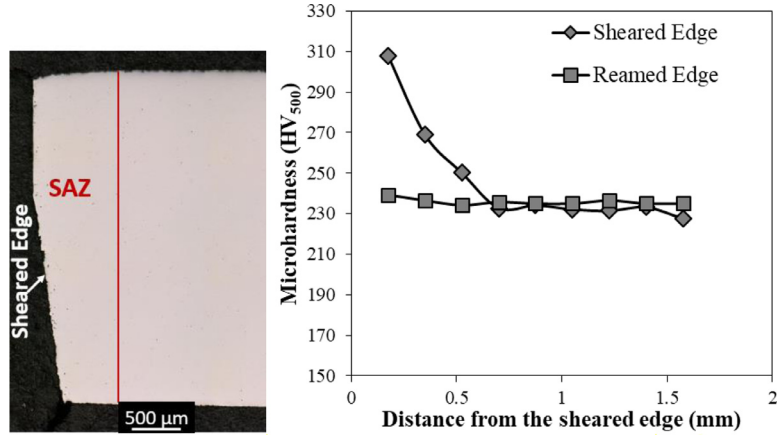 SAZ
Sheared Edge
500 µm
Sheared Edge
Reamed Edge
Microhardness (HV500)
330
310
290
270
250
230
210
190
170
150
0
0.5
1
1.5
2
Distance from the sheared edge (mm)